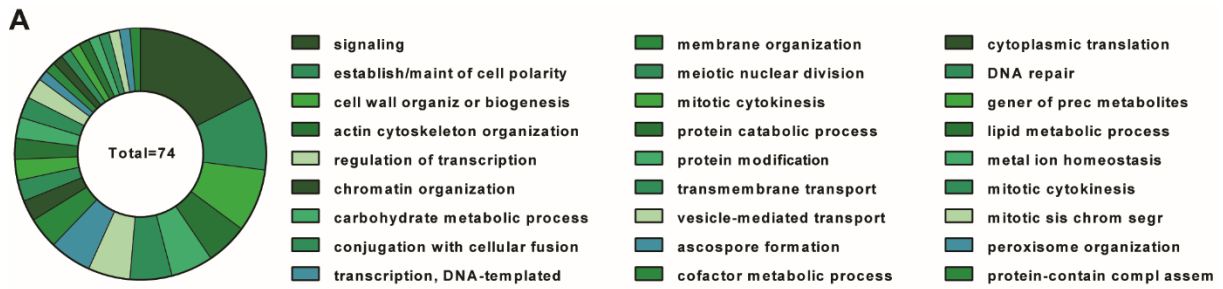 A
Total=74
signaling
establish/maint of cell polarity
cell wall organiz or biogenesis
actin cytoskeleton organization
regulation of transcription
chromatin organization
carbohydrate metabolic process
conjugation with cellular fusion
transcription, DNA-templated
membrane organization
meiotic nuclear division
mitotic cytokinesis
protein catabolic process
protein modification
transmembrane transport
vesicle-mediated transport
ascospore formation
cofactor metabolic process
cytoplasmic translation
DNA repair
gener of prec metabolites
lipid metabolic process
metal ion homeostasis
mitotic cytokinesis
mitotic sis chrom segr
peroxisome organization
protein-contain compl assem